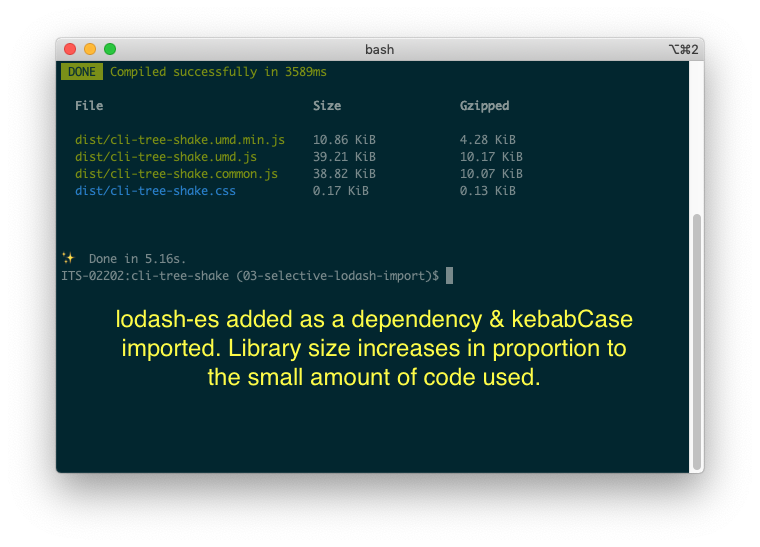 bash ⌥⌘2
DONE Compiled successfully in 3589ms
File Size Gzipped
dist/cli-tree-shake.umd.min.js 10.86 KiB 4.28 KiB
dist/cli-tree-shake.umd.js 39.21 KiB 10.17 KiB
dist/cli-tree-shake.common.js 38.82 KiB 10.07 KiB
dist/cli-tree-shake.css 0.17 KiB 0.13 KiB
✨ Done in 5.16s.
ITS-02202:cli-tree-shake (03-selective-lodash-import)$
lodash-es added as a dependency & kebabCase
imported. Library size increases in proportion to
the small amount of code used.